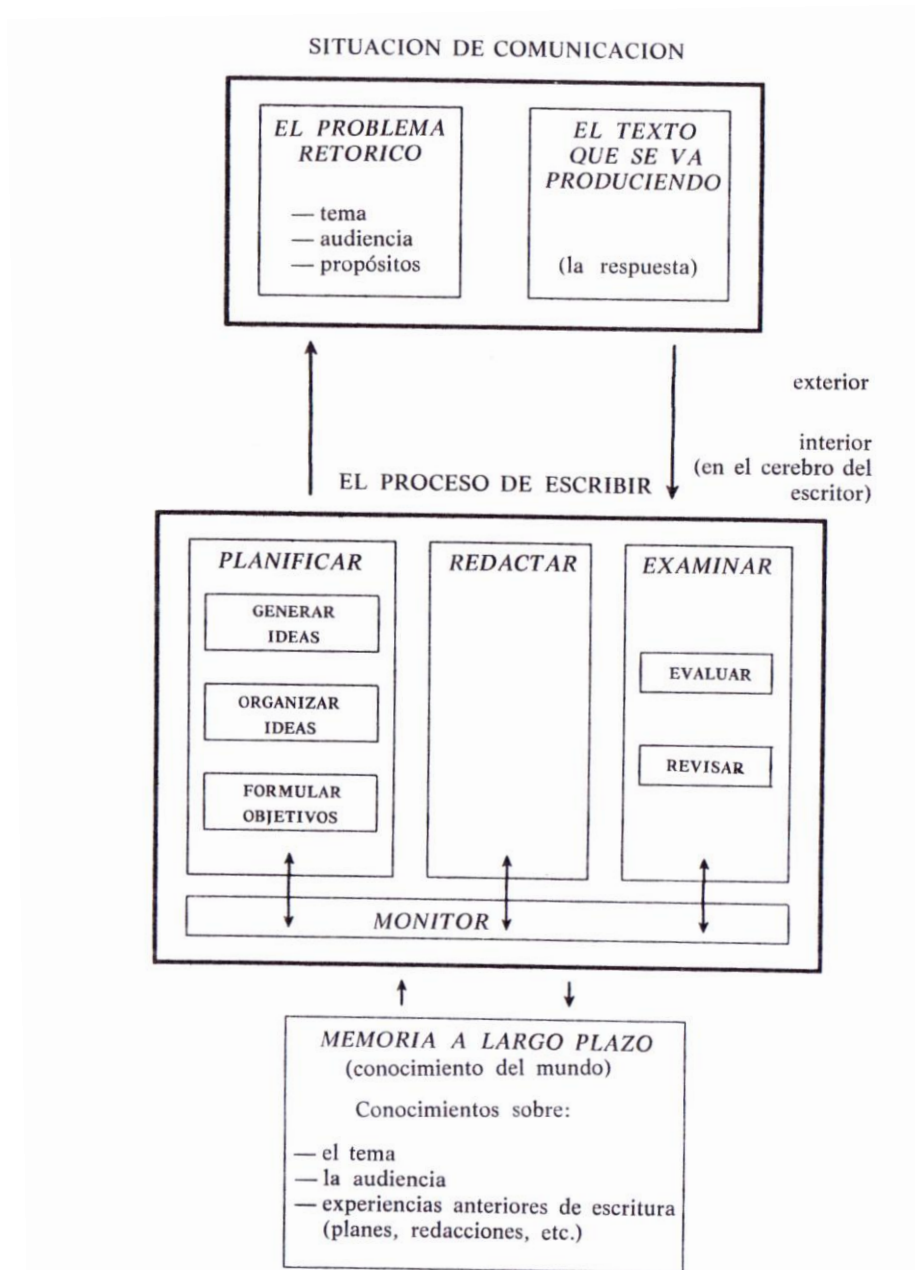 SITUACION DE COMUNICACION
EL PROBLEMA
RETORICO
— tema
— audiencia
— propósitos
EL TEXTO
QUE SE VA
PRODUCIENDO
(la respuesta)
exterior
interior
(en el cerebro del
escritor)
EL PROCESO DE ESCRIBIR
PLANIFICAR
GENERAR
IDEAS
ORGANIZAR
IDEAS
FORMULAR
OBJETIVOS
REDACTAR
EXAMINAR
EVALUAR
REVISAR
MONITOR
MEMORIA A LARGO PLAZO
(conocimiento del mundo)
Conocimientos sobre:
— el tema
— la audiencia
— experiencias anteriores de escritura
(planes, redacciones, etc.)